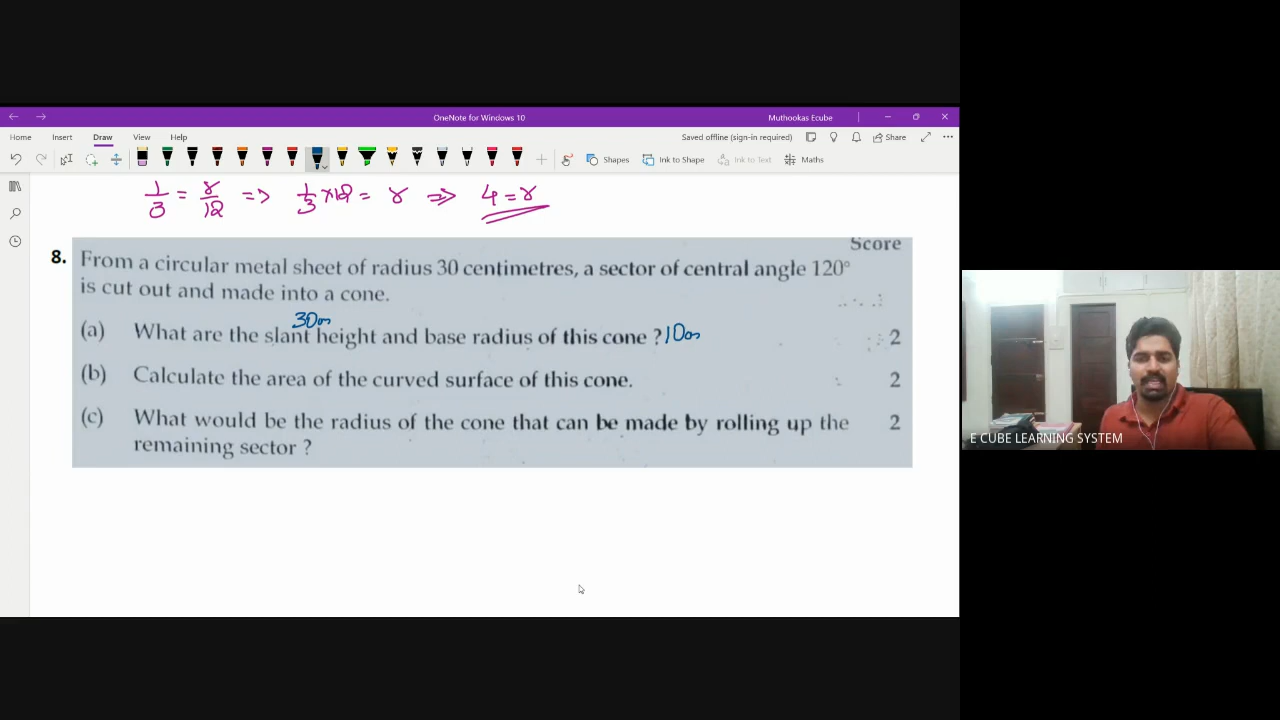 OneNote for Windows 10
Muthookas Ecube
Home Insert Draw View Help
Saved offline (sign-in required) Share
Shapes Ink to Shape Ink to Text Maths
1/3 = r/12 => 1/3 × 12 = r => 4 = r
Score
8. From a circular metal sheet of radius 30 centimetres, a sector of central angle 120°
is cut out and made into a cone.
30cm
(a) What are the slant height and base radius of this cone ? 10cm 2
(b) Calculate the area of the curved surface of this cone. 2
(c) What would be the radius of the cone that can be made by rolling up the 2
remaining sector ?
E CUBE LEARNING SYSTEM